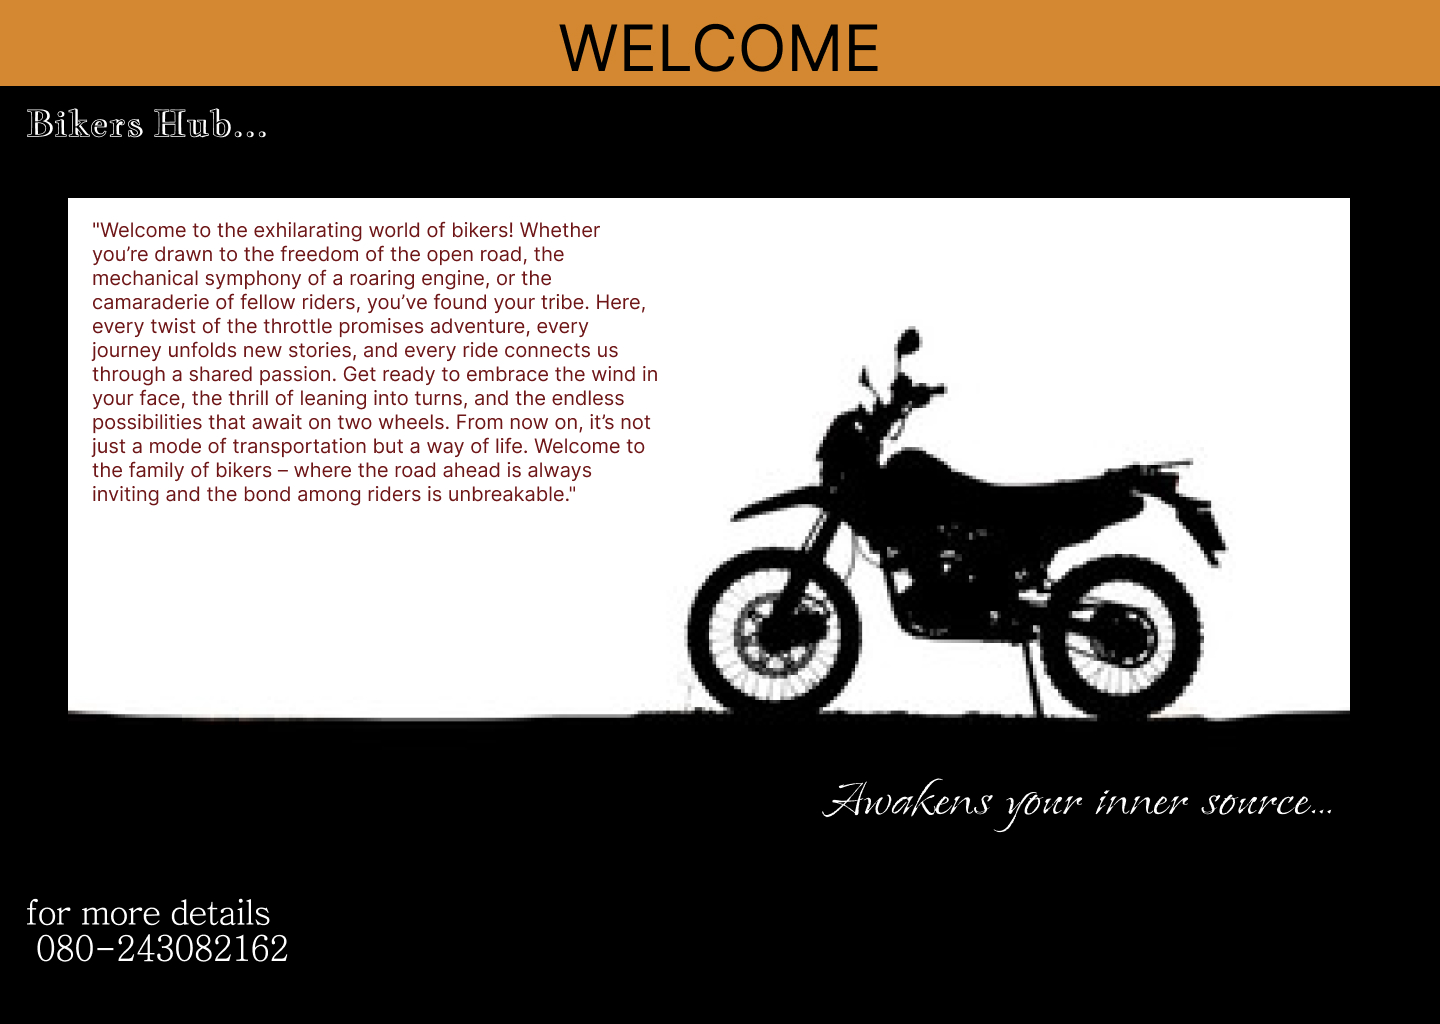 WELCOME
Bikers Hub...
"Welcome to the exhilarating world of bikers! Whether
you’re drawn to the freedom of the open road, the
mechanical symphony of a roaring engine, or the
camaraderie of fellow riders, you’ve found your tribe. Here,
every twist of the throttle promises adventure, every
journey unfolds new stories, and every ride connects us
through a shared passion. Get ready to embrace the wind in
your face, the thrill of leaning into turns, and the endless
possibilities that await on two wheels. From now on, it’s not
just a mode of transportation but a way of life. Welcome to
the family of bikers – where the road ahead is always
inviting and the bond among riders is unbreakable."
Awakens your inner source...
for more details
080-243082162